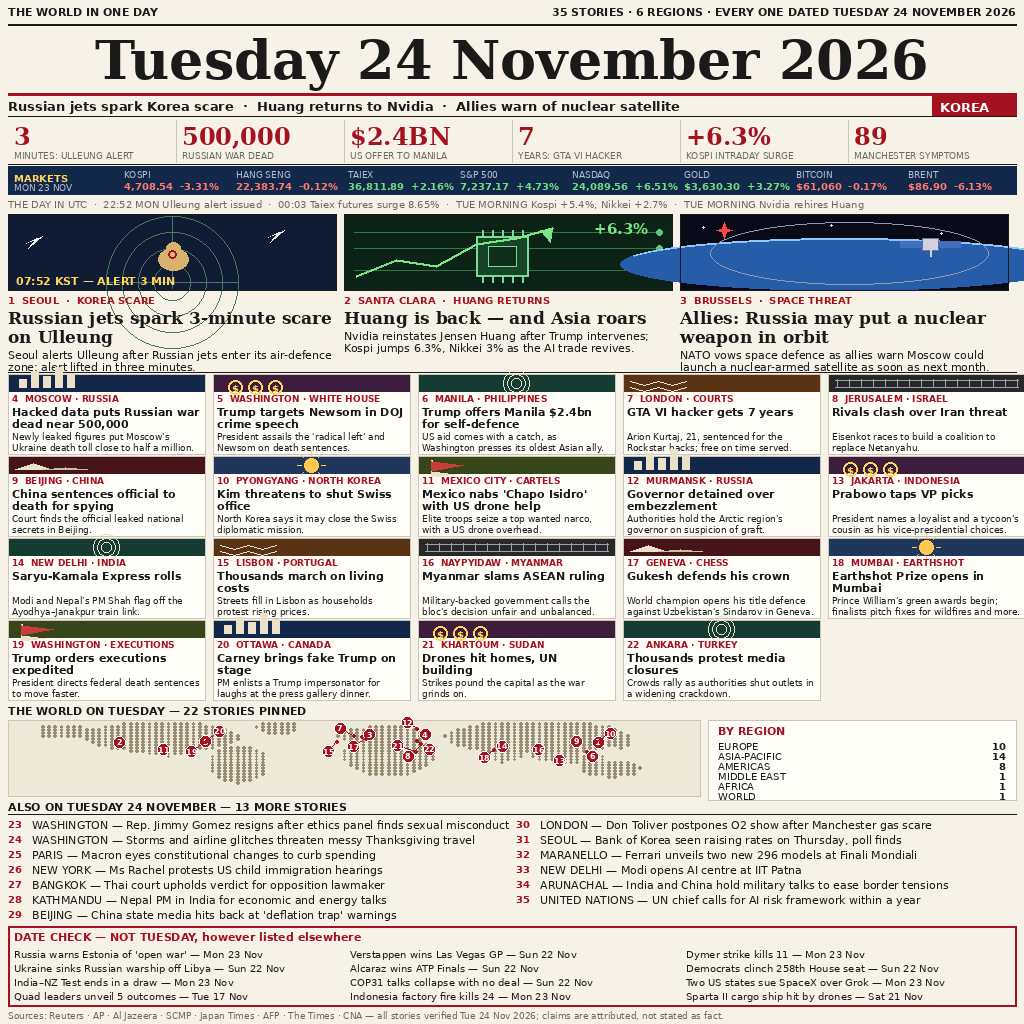 THE WORLD IN ONE DAY
35 STORIES · 6 REGIONS · EVERY ONE DATED TUESDAY 24 NOVEMBER 2026
Tuesday 24 November 2026
Russian jets spark Korea scare · Huang returns to Nvidia · Allies warn of nuclear satellite
KOREA
3
MINUTES: ULLEUNG ALERT
500,000
RUSSIAN WAR DEAD
$2.4BN
US OFFER TO MANILA
7
YEARS: GTA VI HACKER
+6.3%
KOSPI INTRADAY SURGE
89
MANCHESTER SYMPTOMS
MARKETS
MON 23 NOV
KOSPI
4,708.54 -3.31%
HANG SENG
22,383.74 -0.12%
TAIEX
36,811.89 +2.16%
S&P 500
7,237.17 +4.73%
NASDAQ
24,089.56 +6.51%
GOLD
$3,630.30 +3.27%
BITCOIN
$61,060 -0.17%
BRENT
$86.90 -6.13%
THE DAY IN UTC · 22:52 MON Ulleung alert issued · 00:03 Taiex futures surge 8.65% · TUE MORNING Kospi +5.4%, Nikkei +2.7% · TUE MORNING Nvidia rehires Huang
07:52 KST — ALERT 3 MIN
1 SEOUL · KOREA SCARE
Russian jets spark 3-minute scare
on Ulleung
Seoul alerts Ulleung after Russian jets enter its air-defence
zone; alert lifted in three minutes.
+6.3%
2 SANTA CLARA · HUANG RETURNS
Huang is back — and Asia roars
Nvidia reinstates Jensen Huang after Trump intervenes;
Kospi jumps 6.3%, Nikkei 3% as the AI trade revives.
3 BRUSSELS · SPACE THREAT
Allies: Russia may put a nuclear
weapon in orbit
NATO vows space defence as allies warn Moscow could
launch a nuclear-armed satellite as soon as next month.
4 MOSCOW · RUSSIA
Hacked data puts Russian war
dead near 500,000
Newly leaked figures put Moscow's
Ukraine death toll close to half a million.
$ $ $
5 WASHINGTON · WHITE HOUSE
Trump targets Newsom in DOJ
crime speech
President assails the 'radical left' and
Newsom on death sentences.
6 MANILA · PHILIPPINES
Trump offers Manila $2.4bn
for self-defence
US aid comes with a catch, as
Washington presses its oldest Asian ally.
7 LONDON · COURTS
GTA VI hacker gets 7 years
Arion Kurtaj, 21, sentenced for the
Rockstar hacks; free on time served.
8 JERUSALEM · ISRAEL
Rivals clash over Iran threat
Eisenkot races to build a coalition to
replace Netanyahu.
9 BEIJING · CHINA
China sentences official to
death for spying
Court finds the official leaked national
secrets in Beijing.
10 PYONGYANG · NORTH KOREA
Kim threatens to shut Swiss
office
North Korea says it may close the Swiss
diplomatic mission.
11 MEXICO CITY · CARTELS
Mexico nabs 'Chapo Isidro'
with US drone help
Elite troops seize a top wanted narco,
with a US drone overhead.
12 MURMANSK · RUSSIA
Governor detained over
embezzlement
Authorities hold the Arctic region's
governor on suspicion of graft.
$ $ $
13 JAKARTA · INDONESIA
Prabowo taps VP picks
President names a loyalist and a tycoon's
cousin as his vice-presidential choices.
14 NEW DELHI · INDIA
Saryu-Kamala Express rolls
Modi and Nepal's PM Shah flag off the
Ayodhya–Janakpur train link.
15 LISBON · PORTUGAL
Thousands march on living
costs
Streets fill in Lisbon as households
protest rising prices.
16 NAYPYIDAW · MYANMAR
Myanmar slams ASEAN ruling
Military-backed government calls the
bloc's decision unfair and unbalanced.
17 GENEVA · CHESS
Gukesh defends his crown
World champion opens his title defence
against Uzbekistan's Sindarov in Geneva.
18 MUMBAI · EARTHSHOT
Earthshot Prize opens in
Mumbai
Prince William's green awards begin;
finalists pitch fixes for wildfires and more.
19 WASHINGTON · EXECUTIONS
Trump orders executions
expedited
President directs federal death sentences
to move faster.
20 OTTAWA · CANADA
Carney brings fake Trump on
stage
PM enlists a Trump impersonator for
laughs at the press gallery dinner.
$ $ $
21 KHARTOUM · SUDAN
Drones hit homes, UN
building
Strikes pound the capital as the war
grinds on.
22 ANKARA · TURKEY
Thousands protest media
closures
Crowds rally as authorities shut outlets in
a widening crackdown.
THE WORLD ON TUESDAY — 22 STORIES PINNED
2 11 19 5 20 7 15 17 3 12 4 21 22 8 18 14 16 13 9 1 10 6
BY REGION
EUROPE 10
ASIA-PACIFIC 14
AMERICAS 8
MIDDLE EAST 1
AFRICA 1
WORLD 1
ALSO ON TUESDAY 24 NOVEMBER — 13 MORE STORIES
23 WASHINGTON — Rep. Jimmy Gomez resigns after ethics panel finds sexual misconduct
24 WASHINGTON — Storms and airline glitches threaten messy Thanksgiving travel
25 PARIS — Macron eyes constitutional changes to curb spending
26 NEW YORK — Ms Rachel protests US child immigration hearings
27 BANGKOK — Thai court upholds verdict for opposition lawmaker
28 KATHMANDU — Nepal PM in India for economic and energy talks
29 BEIJING — China state media hits back at 'deflation trap' warnings
30 LONDON — Don Toliver postpones O2 show after Manchester gas scare
31 SEOUL — Bank of Korea seen raising rates on Thursday, poll finds
32 MARANELLO — Ferrari unveils two new 296 models at Finali Mondiali
33 NEW DELHI — Modi opens AI centre at IIT Patna
34 ARUNACHAL — India and China hold military talks to ease border tensions
35 UNITED NATIONS — UN chief calls for AI risk framework within a year
DATE CHECK — NOT TUESDAY, however listed elsewhere
Russia warns Estonia of 'open war' — Mon 23 Nov
Ukraine sinks Russian warship off Libya — Sun 22 Nov
India–NZ Test ends in a draw — Mon 23 Nov
Quad leaders unveil 5 outcomes — Tue 17 Nov
Verstappen wins Las Vegas GP — Sun 22 Nov
Alcaraz wins ATP Finals — Sun 22 Nov
COP31 talks collapse with no deal — Sun 22 Nov
Indonesia factory fire kills 24 — Mon 23 Nov
Dymer strike kills 11 — Mon 23 Nov
Democrats clinch 258th House seat — Sun 22 Nov
Two US states sue SpaceX over Grok — Mon 23 Nov
Sparta II cargo ship hit by drones — Sat 21 Nov
Sources: Reuters · AP · Al Jazeera · SCMP · Japan Times · AFP · The Times · CNA — all stories verified Tue 24 Nov 2026; claims are attributed, not stated as fact.